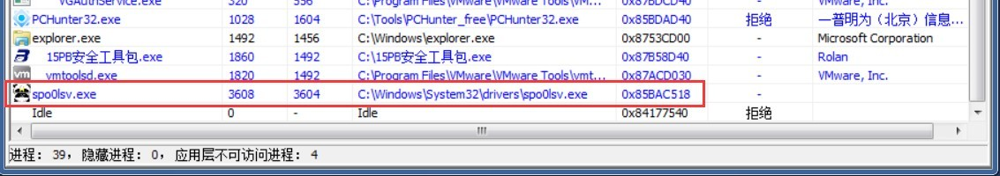 VGAuthService.exe 320 556 C:\Program Files\VMware\VMware Tools\VM... 0x87BDCD40 - VMware, Inc.
PCHunter32.exe 1028 1604 C:\Tools\PCHunter_free\PCHunter32.exe 0x85BDAD40 拒绝 一普明为（北京）信息...
explorer.exe 1492 1456 C:\Windows\explorer.exe 0x8753CD00 - Microsoft Corporation
15PB安全工具包.exe 1860 1492 C:\15PB安全工具包.exe 0x87B58D40 - Rolan
vmtoolsd.exe 1820 1492 C:\Program Files\VMware\VMware Tools\vmt... 0x87ACD030 - VMware, Inc.
spo0lsv.exe 3608 3604 C:\Windows\System32\drivers\spo0lsv.exe 0x85BAC518 -
Idle 0 - Idle 0x84177540 拒绝
进程: 39, 隐藏进程: 0, 应用层不可访问进程: 4